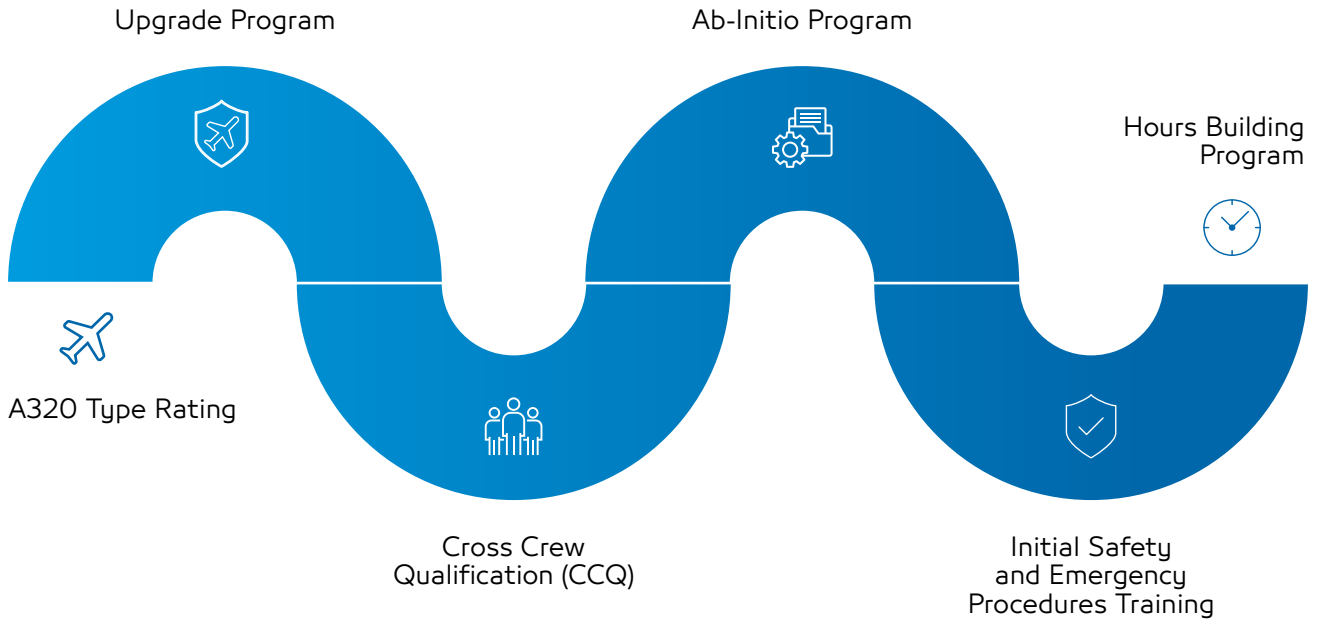 Upgrade Program
Ab-Initio Program
Hours Building
Program
A320 Type Rating
Cross Crew
Qualification (CCQ)
Initial Safety
and Emergency
Procedures Training